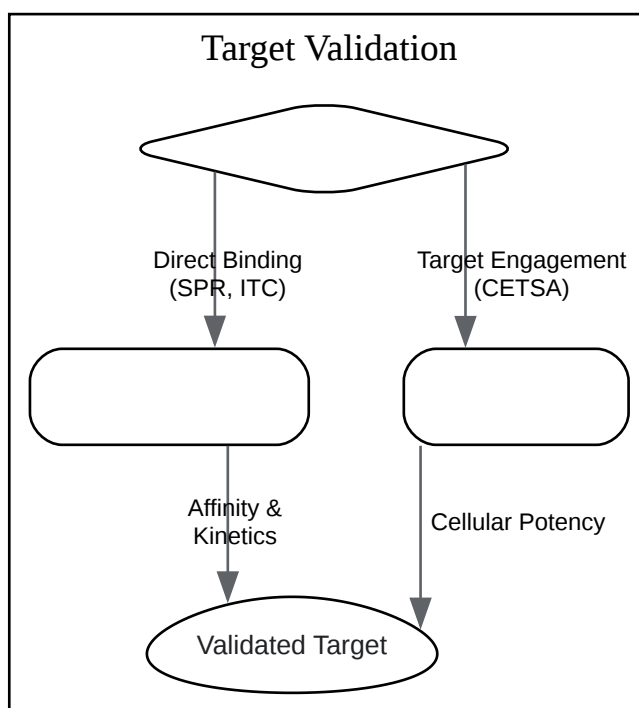 Target Validation
Direct Binding
(SPR, ITC)
Target Engagement
(CETSA)
Affinity &
Kinetics
Cellular Potency
Validated Target